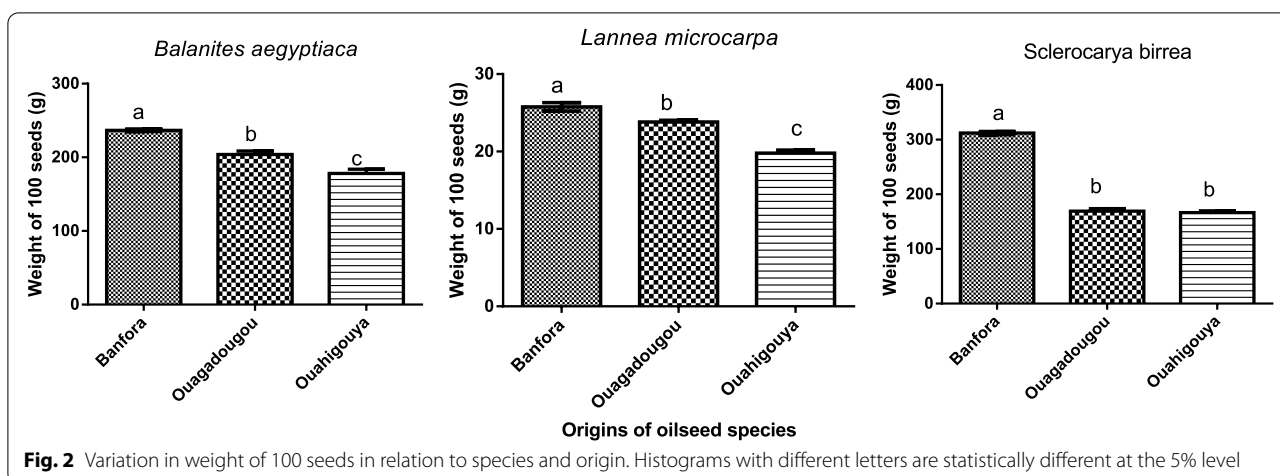 Balanites aegyptiaca
Weight of 100 seeds (g)
300
200
100
0
a
b
c
Banfora
Ouagadougou
Ouahigouya
Lannea microcarpa
Weight of 100 seeds (g)
30
20
10
0
a
b
c
Banfora
Ouagadougou
Ouahigouya
Sclerocarya birrea
Weight of 100 seeds (g)
400
300
200
100
0
a
b
b
Banfora
Ouagadougou
Ouahigouya
Origins of oilseed species
Fig. 2 Variation in weight of 100 seeds in relation to species and origin. Histograms with different letters are statistically different at the 5% level